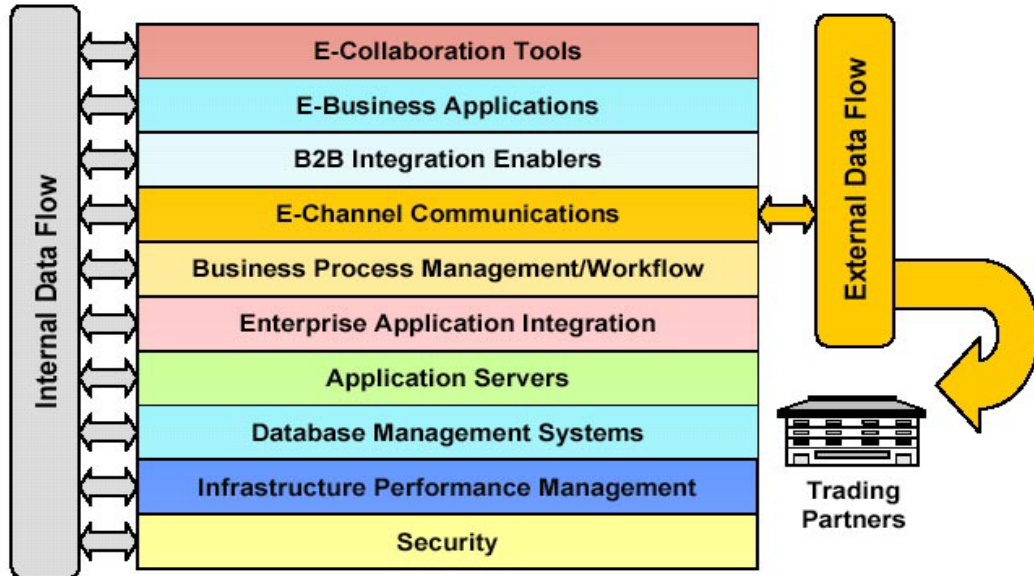 Internal Data Flow
E-Collaboration Tools
E-Business Applications
B2B Integration Enablers
E-Channel Communications
Business Process Management/Workflow
Enterprise Application Integration
Application Servers
Database Management Systems
Infrastructure Performance Management
Security
External Data Flow
Trading
Partners